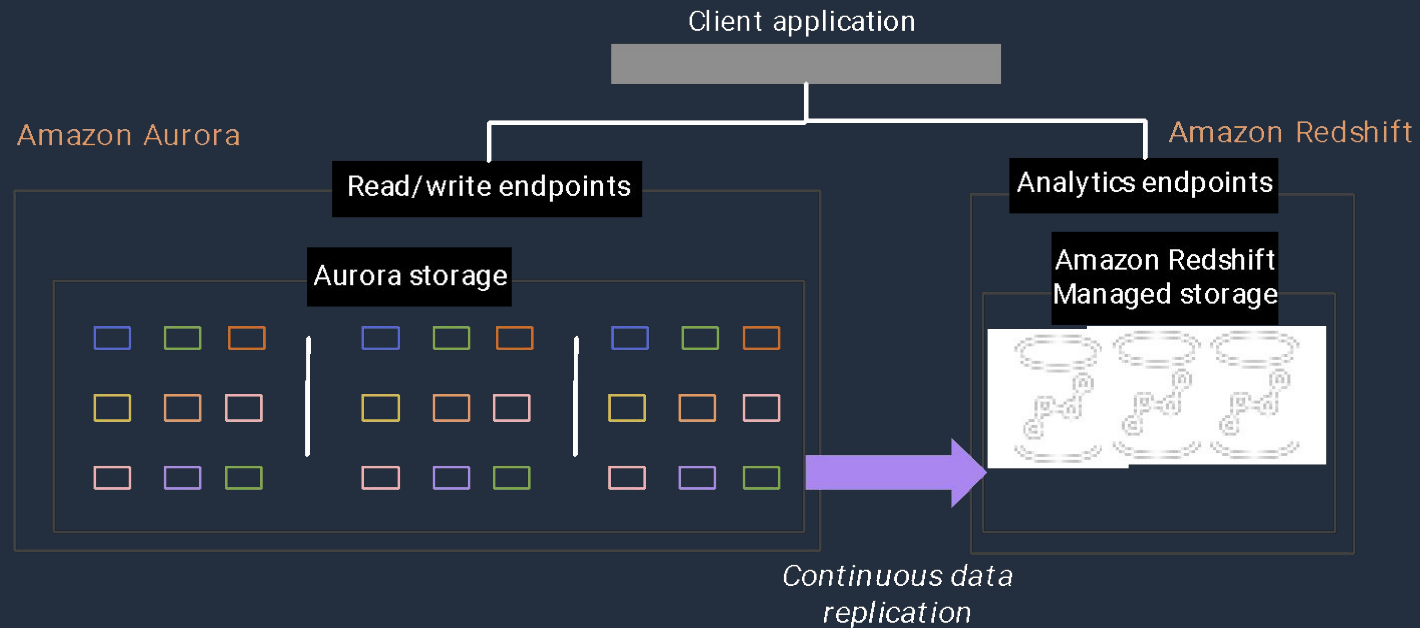 Client application
Amazon Aurora
Amazon Redshift
Read/write endpoints
Analytics endpoints
Aurora storage
Amazon Redshift
Managed storage
Continuous data
replication